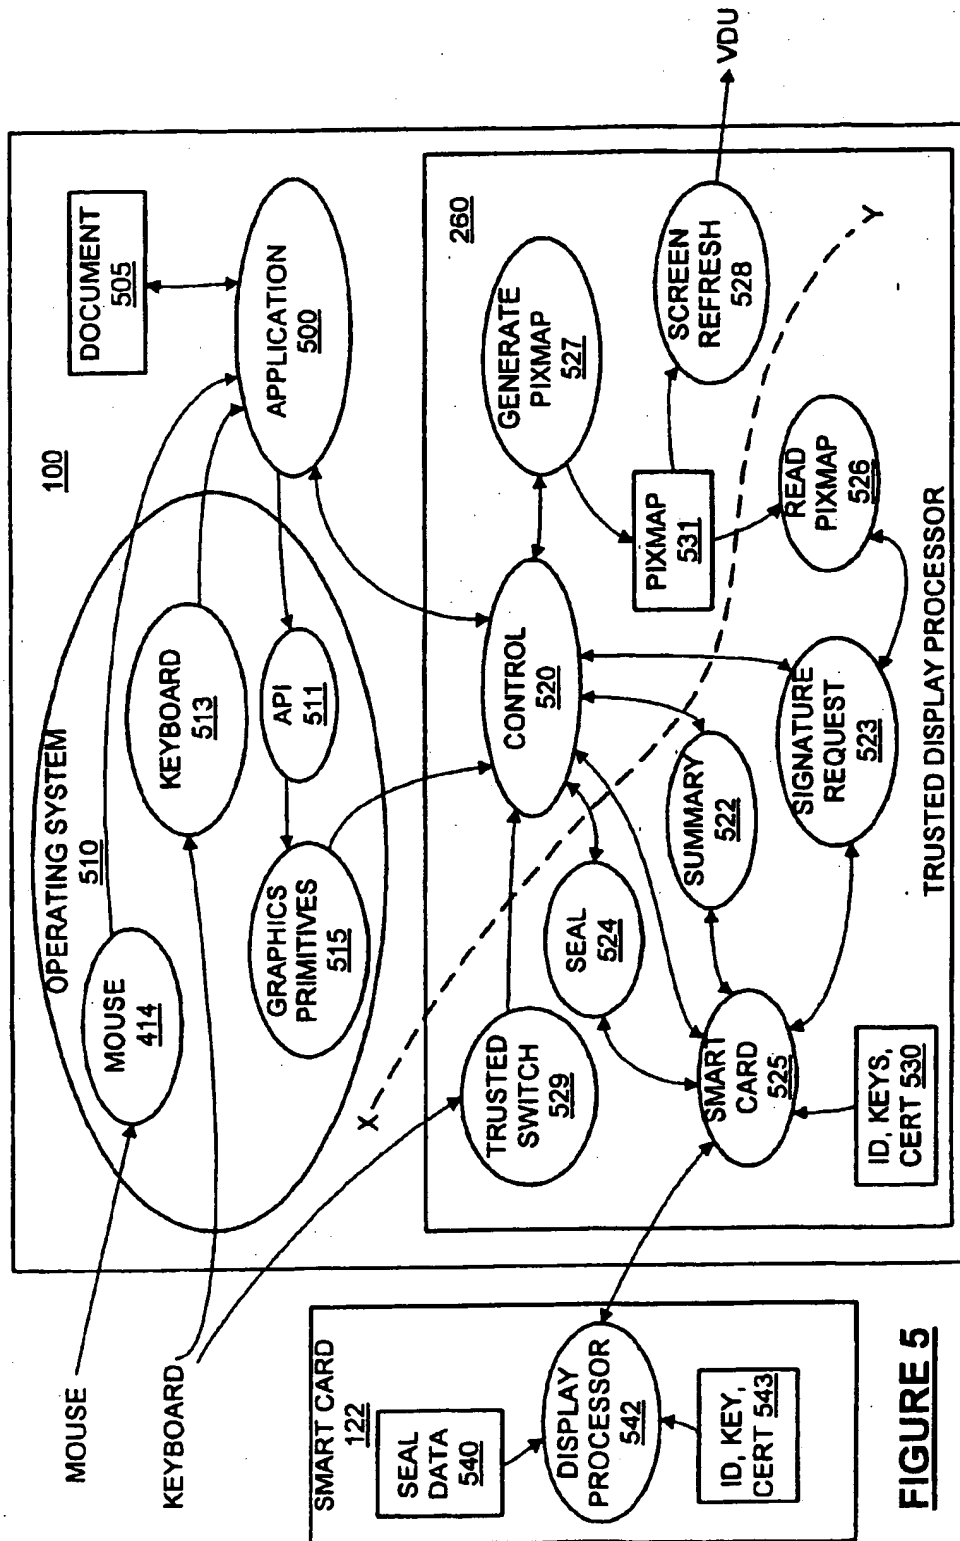 MOUSE
KEYBOARD
100
OPERATING SYSTEM
510
MOUSE
414
KEYBOARD
513
GRAPHICS
PRIMITIVES
515
API
511
DOCUMENT
505
APPLICATION
500
260
TRUSTED
SWITCH
529
CONTROL
520
GENERATE
PIXMAP
527
PIXMAP
531
SCREEN
REFRESH
528
VDU
X
Y
SEAL
524
SUMMARY
522
SIGNATURE
REQUEST
523
READ
PIXMAP
526
SMART
CARD
525
ID, KEYS,
CERT 530
TRUSTED DISPLAY PROCESSOR
SMART CARD
122
SEAL
DATA
540
DISPLAY
PROCESSOR
542
ID, KEY,
CERT 543
FIGURE 5